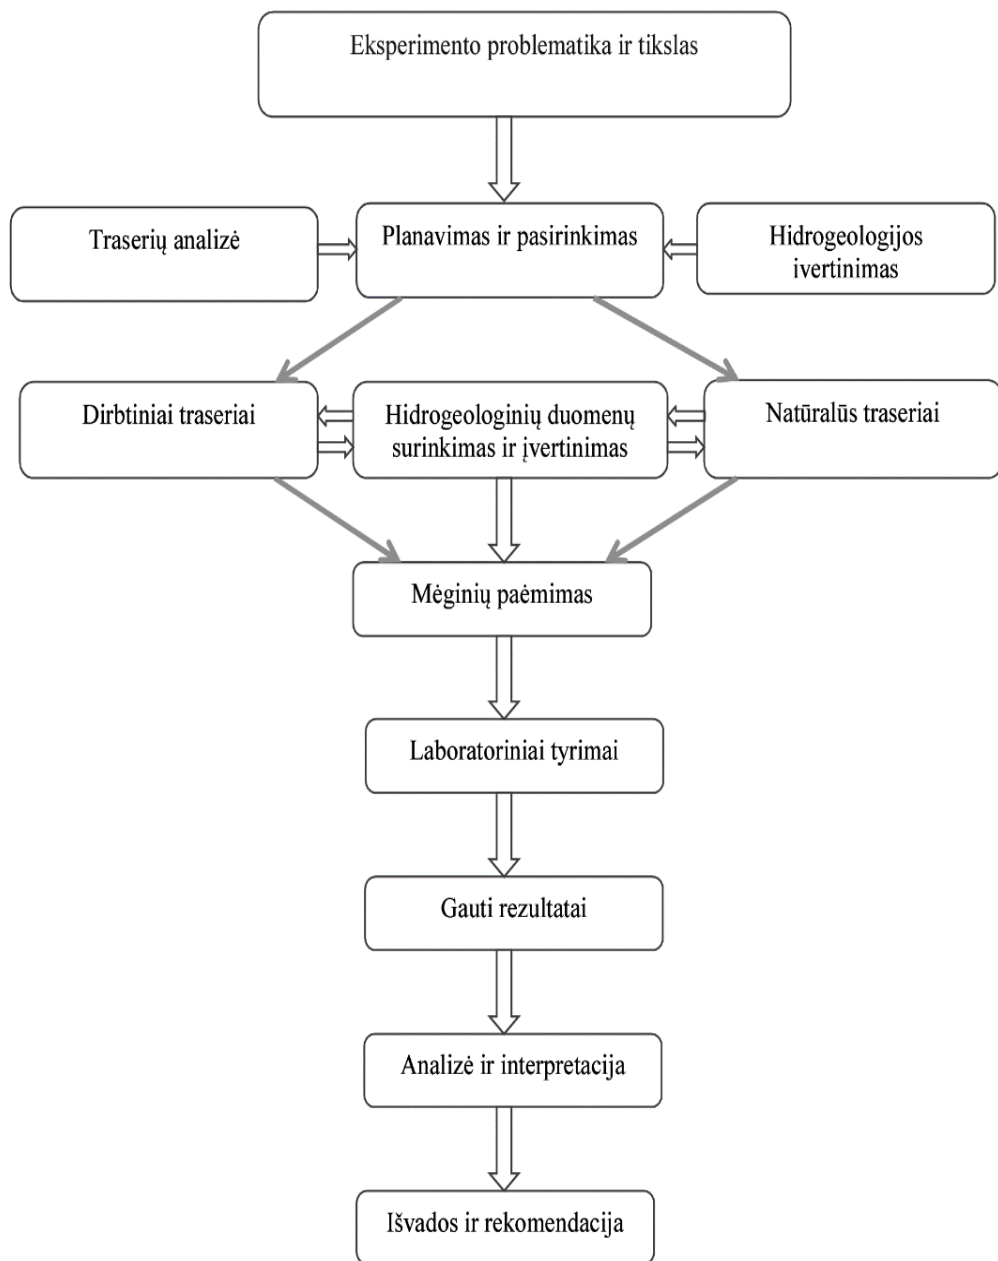 Eksperimento problematika ir tikslas
Traserių analizė
Planavimas ir pasirinkimas
Hidrogeologijos
ivertinimas
Dirbtiniai traseriai
Hidrogeologinių duomenų
surinkimas ir įvertinimas
Natūralūs traseriai
Mėginių paėmimas
Laboratoriniai tyrimai
Gauti rezultatai
Analizė ir interpretacija
Išvados ir rekomendacija